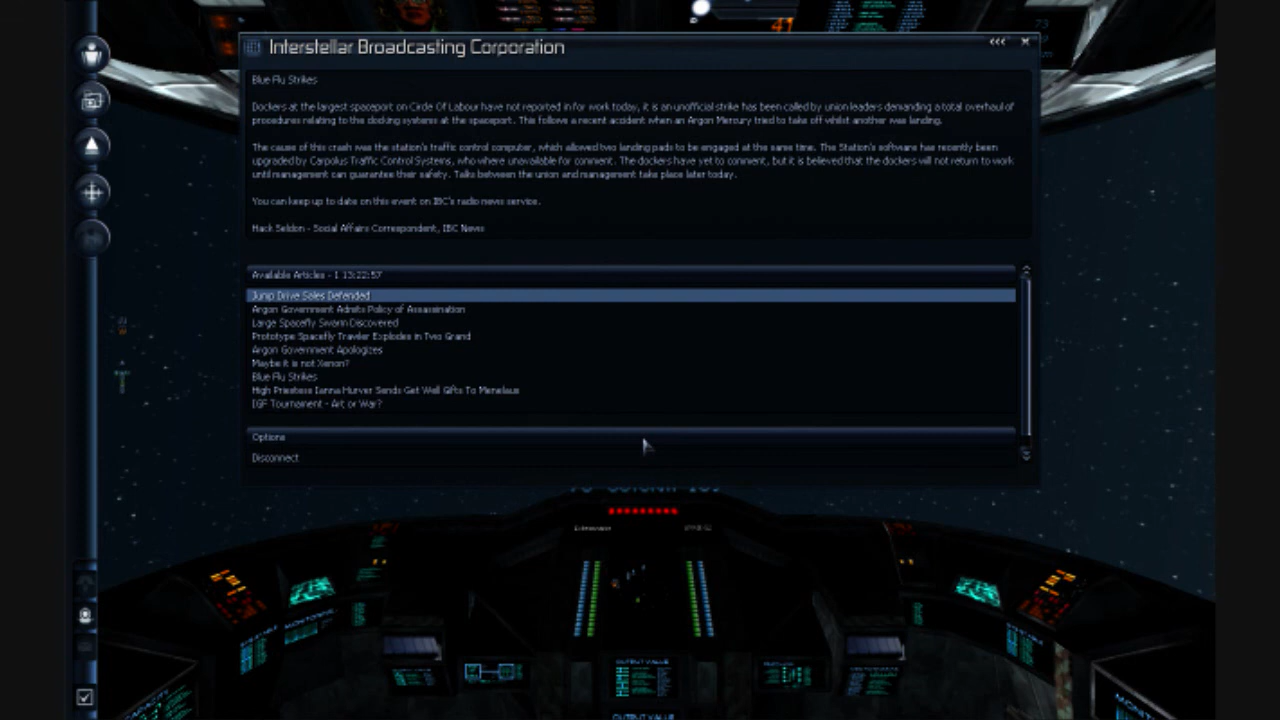 Interstellar Broadcasting Corporation
Blue Flu Strikes
Dockers at the largest spaceport on Circle Of Labour have not reported in for work today, it is an unofficial strike has been called by union leaders demanding a total overhaul of
procedures relating to the docking systems at the spaceport. This follows a recent accident when an Argon Mercury tried to take off whilst another was landing.
The cause of this crash was the station's traffic control computer, which allowed two landing pads to be engaged at the same time. The Station's software has recently been
upgraded by Carpolus Traffic Control Systems, who where unavailable for comment. The dockers have yet to comment, but it is believed that the dockers will not return to work
until management can guarantee their safety. Talks between the union and management take place later today.
You can keep up to date on this event on IBC's radio news service.
Hack Seldon - Social Affairs Correspondent, IBC News
Available Articles - 1 13:22:57
Jump Drive Sales Defended
Argon Government Admits Policy of Assassination
Large Spacefly Swarm Discovered
Prototype Spacefly Traveler Explodes in Two Grand
Argon Government Apologizes
Maybe it is not Xenon?
Blue Flu Strikes
High Priestess Ianna Hurver Sends Get Well Gifts To Menelaus
IGF Tournament - Art or War?
Options
Disconnect
OUTPUT VALUE
OUTPUT VALUE